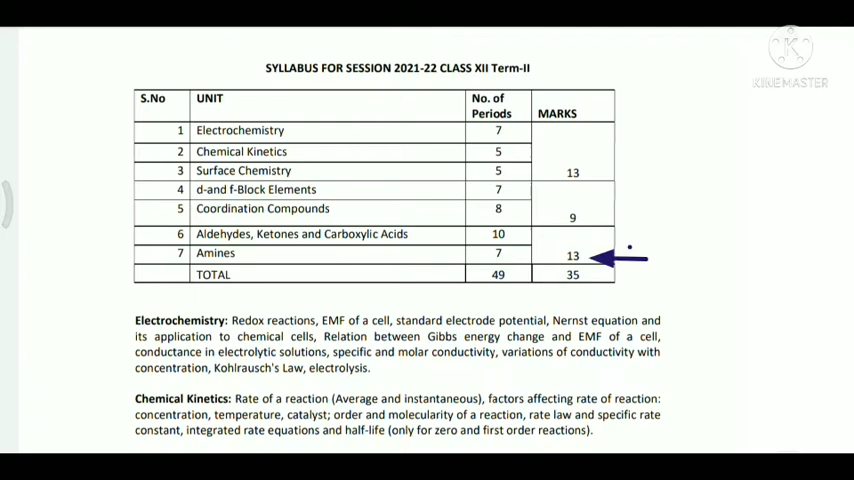 KINEMASTER
SYLLABUS FOR SESSION 2021-22 CLASS XII Term-II
S.No UNIT No. of Periods MARKS
1 Electrochemistry 7
2 Chemical Kinetics 5
3 Surface Chemistry 5 13
4 d-and f-Block Elements 7
5 Coordination Compounds 8 9
6 Aldehydes, Ketones and Carboxylic Acids 10
7 Amines 7 13
TOTAL 49 35
Electrochemistry: Redox reactions, EMF of a cell, standard electrode potential, Nernst equation and
its application to chemical cells, Relation between Gibbs energy change and EMF of a cell,
conductance in electrolytic solutions, specific and molar conductivity, variations of conductivity with
concentration, Kohlrausch's Law, electrolysis.
Chemical Kinetics: Rate of a reaction (Average and instantaneous), factors affecting rate of reaction:
concentration, temperature, catalyst; order and molecularity of a reaction, rate law and specific rate
constant, integrated rate equations and half-life (only for zero and first order reactions).